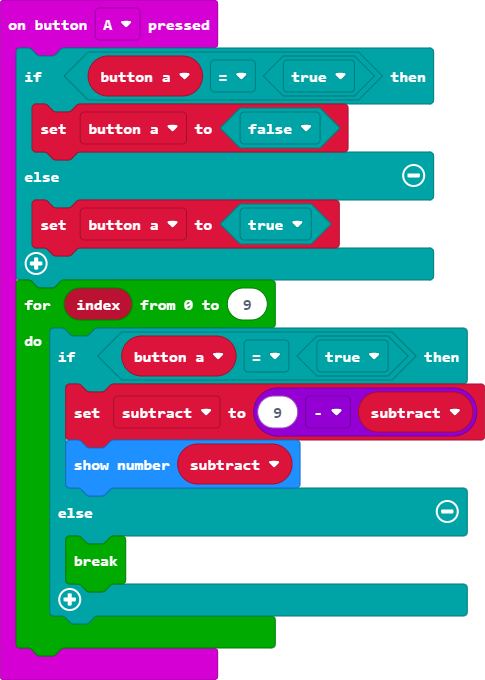 on button A pressed
if button a = true then
set button a to false
else
set button a to true
for index from 0 to 9
do
if button a = true then
set subtract to 9 - subtract
show number subtract
else
break